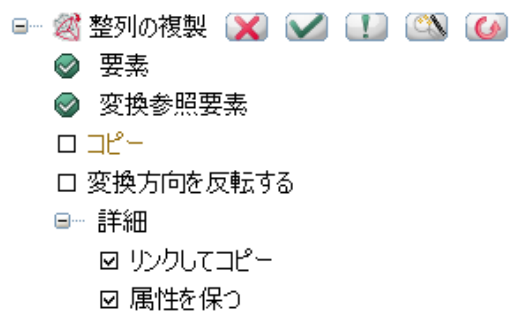 整列の複製
要素
変換参照要素
コピー
変換方向を反転する
詳細
リンクしてコピー
属性を保つ